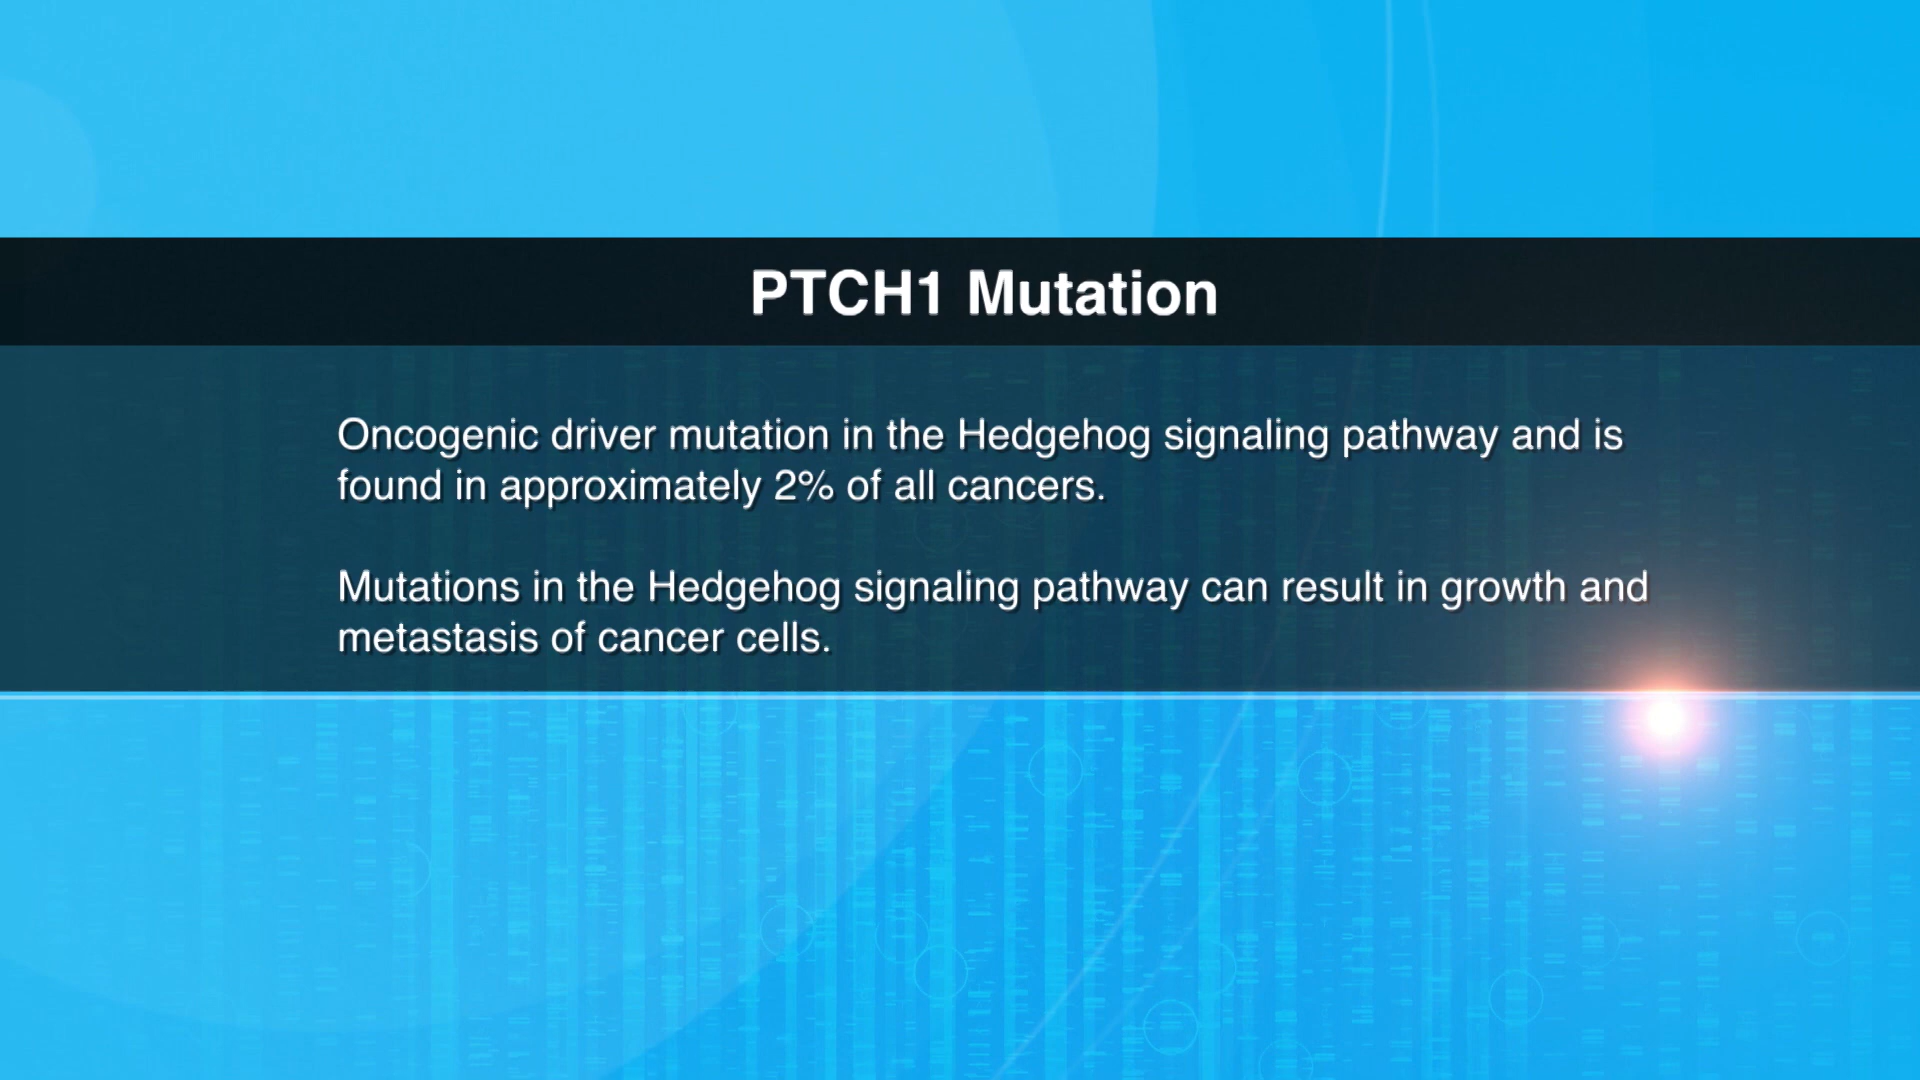 PTCH1 Mutation
Oncogenic driver mutation in the Hedgehog signaling pathway and is
found in approximately 2% of all cancers.
Mutations in the Hedgehog signaling pathway can result in growth and
metastasis of cancer cells.